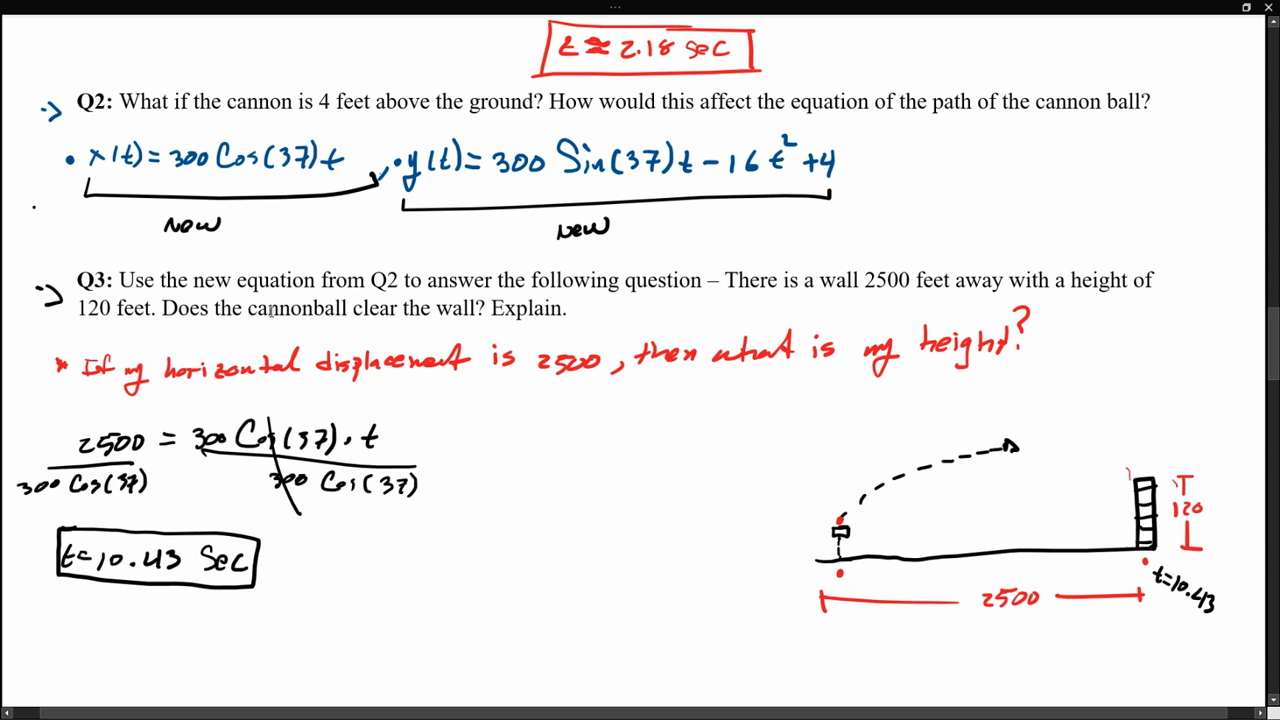 t ≈ 2.18 sec
Q2: What if the cannon is 4 feet above the ground? How would this affect the equation of the path of the cannon ball?
• x(t) = 300 Cos(37)t • y(t) = 300 Sin(37)t - 16t² + 4
New New
Q3: Use the new equation from Q2 to answer the following question – There is a wall 2500 feet away with a height of
120 feet. Does the cannonball clear the wall? Explain.
* If my horizontal displacement is 2500, then what is my height?
2500 = 300 Cos(37) • t
300 Cos(37) 300 Cos(37)
t = 10.43 Sec
120
t = 10.43
2500